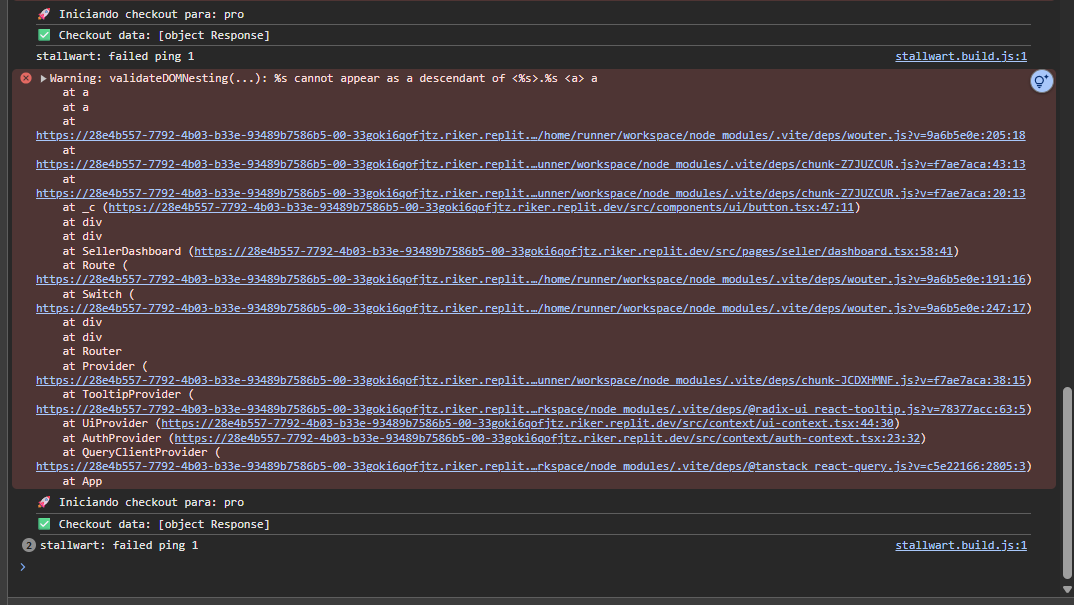 🚀 Iniciando checkout para: pro
✅ Checkout data: [object Response]
stallwart: failed ping 1 stallwart.build.js:1
Warning: validateDOMNesting(...): %s cannot appear as a descendant of <%s>.%s <a> a
at a
at a
at
https://28e4b557-7792-4b03-b33e-93489b7586b5-00-33goki6qofjtz.riker.replit.…/home/runner/workspace/node_modules/.vite/deps/wouter.js?v=9a6b5e0e:205:18
at
https://28e4b557-7792-4b03-b33e-93489b7586b5-00-33goki6qofjtz.riker.replit.…unner/workspace/node_modules/.vite/deps/chunk-Z7JUZCUR.js?v=f7ae7aca:43:13
at
https://28e4b557-7792-4b03-b33e-93489b7586b5-00-33goki6qofjtz.riker.replit.…unner/workspace/node_modules/.vite/deps/chunk-Z7JUZCUR.js?v=f7ae7aca:20:13
at _c (https://28e4b557-7792-4b03-b33e-93489b7586b5-00-33goki6qofjtz.riker.replit.dev/src/components/ui/button.tsx:47:11)
at div
at div
at SellerDashboard (https://28e4b557-7792-4b03-b33e-93489b7586b5-00-33goki6qofjtz.riker.replit.dev/src/pages/seller/dashboard.tsx:58:41)
at Route (
https://28e4b557-7792-4b03-b33e-93489b7586b5-00-33goki6qofjtz.riker.replit.…/home/runner/workspace/node_modules/.vite/deps/wouter.js?v=9a6b5e0e:191:16)
at Switch (
https://28e4b557-7792-4b03-b33e-93489b7586b5-00-33goki6qofjtz.riker.replit.…/home/runner/workspace/node_modules/.vite/deps/wouter.js?v=9a6b5e0e:247:17)
at div
at div
at Router
at Provider (
https://28e4b557-7792-4b03-b33e-93489b7586b5-00-33goki6qofjtz.riker.replit.…unner/workspace/node_modules/.vite/deps/chunk-JCDXHMNF.js?v=f7ae7aca:38:15)
at TooltipProvider (
https://28e4b557-7792-4b03-b33e-93489b7586b5-00-33goki6qofjtz.riker.replit.…rkspace/node_modules/.vite/deps/@radix-ui_react-tooltip.js?v=78377acc:63:5)
at UiProvider (https://28e4b557-7792-4b03-b33e-93489b7586b5-00-33goki6qofjtz.riker.replit.dev/src/context/ui-context.tsx:44:30)
at AuthProvider (https://28e4b557-7792-4b03-b33e-93489b7586b5-00-33goki6qofjtz.riker.replit.dev/src/context/auth-context.tsx:23:32)
at QueryClientProvider (
https://28e4b557-7792-4b03-b33e-93489b7586b5-00-33goki6qofjtz.riker.replit.…rkspace/node_modules/.vite/deps/@tanstack_react-query.js?v=c5e22166:2805:3)
at App
🚀 Iniciando checkout para: pro
✅ Checkout data: [object Response]
2 stallwart: failed ping 1 stallwart.build.js:1